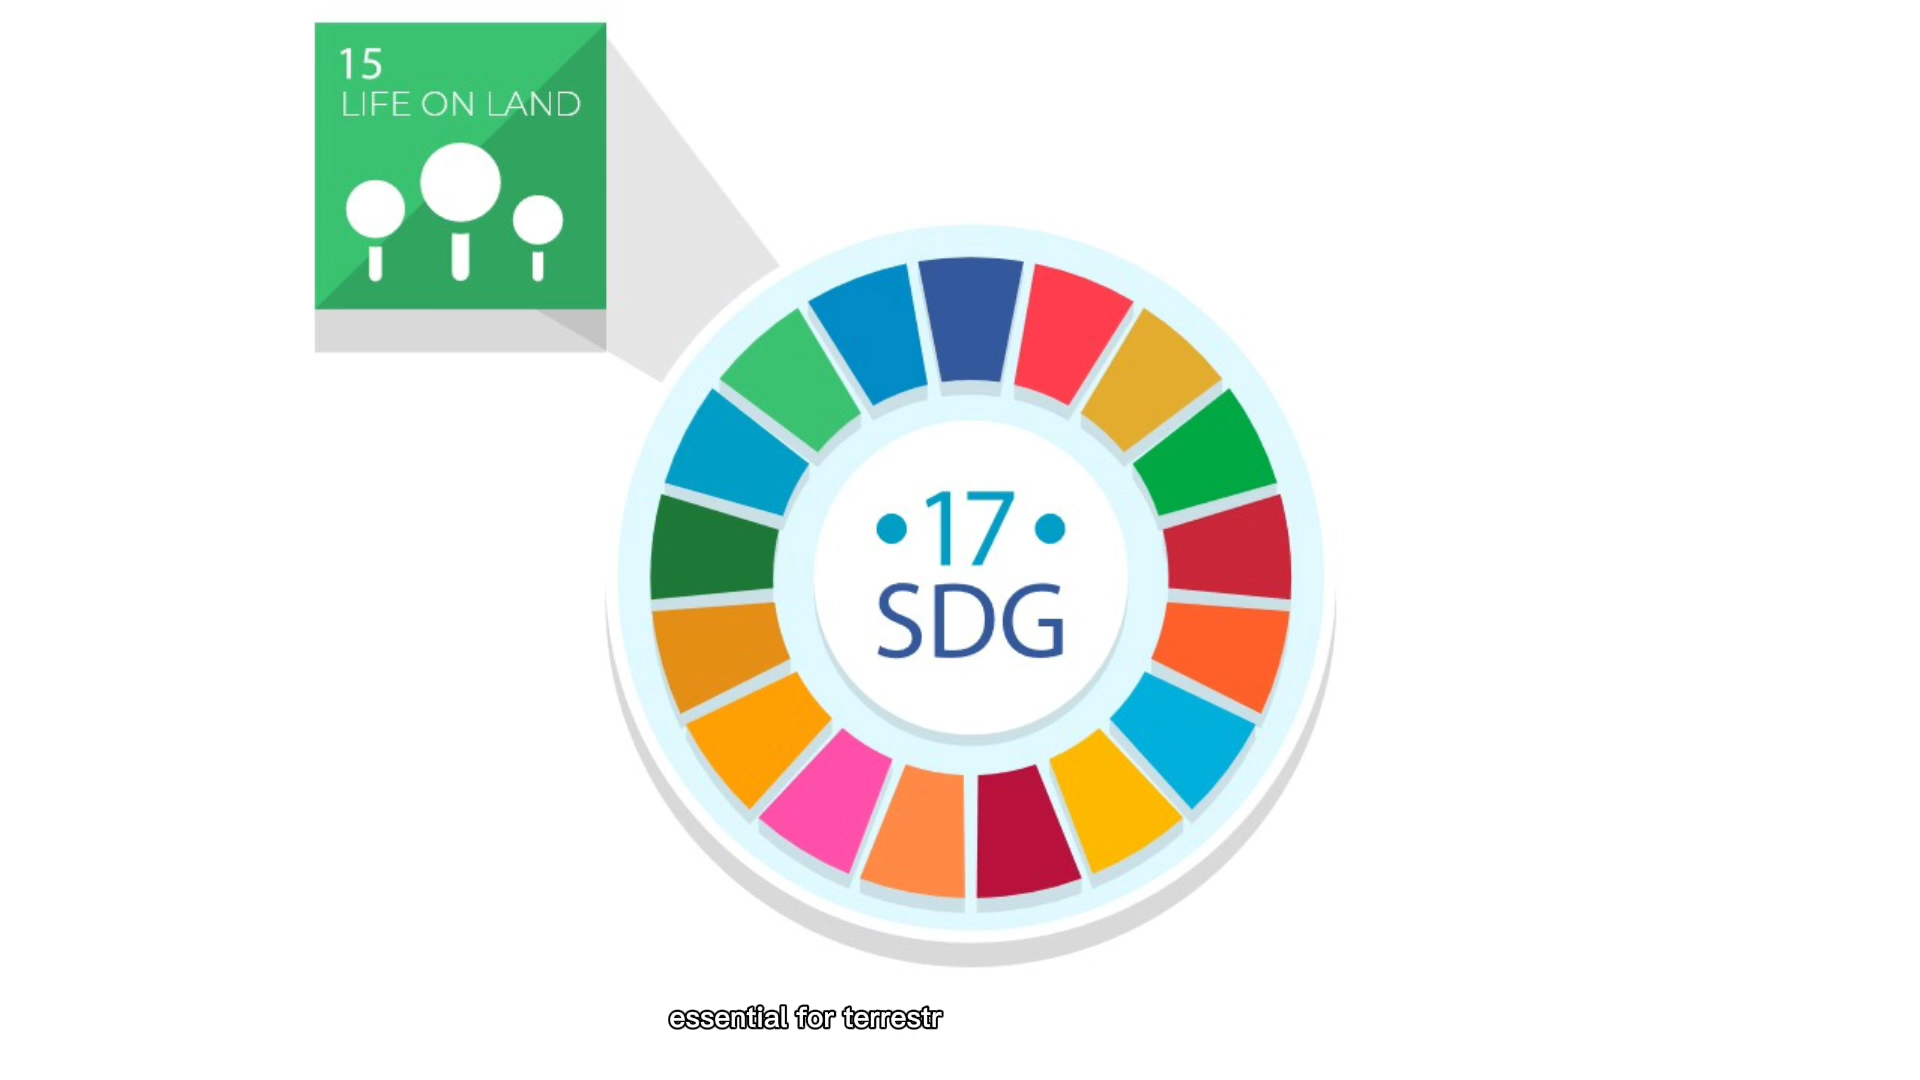 15
LIFE ON LAND
• 17 •
SDG
essential for terrestr